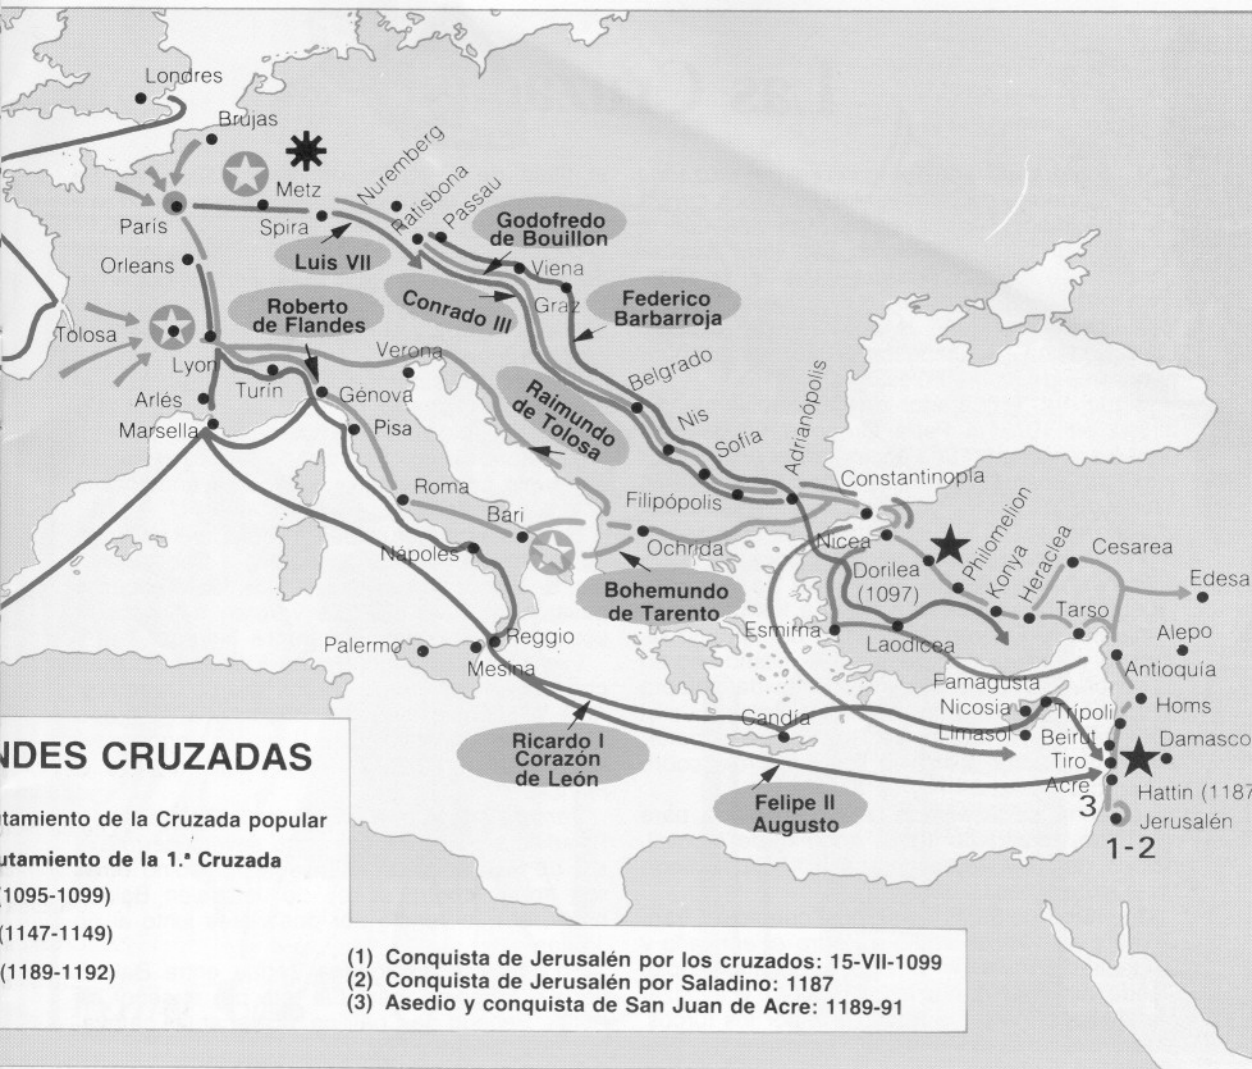 Londres
Brujas
Nuremberg
Ratisbona
Passau
Metz
Spira
París
Godofredo
de Bouillon
Luis VII
Orleans
Viena
Graz
Conrado III
Federico
Barbarroja
Roberto
de Flandes
Tolosa
Lyon
Verona
Turín
Génova
Belgrado
Arlés
Marsella
Pisa
Raimundo
de Tolosa
Nis
Sofía
Adrianópolis
Constantinopla
Roma
Bari
Filipópolis
Nápoles
Ochrida
Nicea
Dorilea
(1097)
Philomelion
Konya
Heraclea
Cesarea
Edesa
Bohemundo
de Tarento
Tarso
Esmirna
Laodicea
Alepo
Palermo
Reggio
Mesina
Antioquía
Famagusta
Nicosia
Limasol
Homs
Trípoli
Candía
Beirut
Damasco
Tiro
Acre
Hattin (1187
3
Jerusalén
1-2
Ricardo I
Corazón
de León
Felipe II
Augusto
NDES CRUZADAS
utamiento de la Cruzada popular
utamiento de la 1.ª Cruzada
(1095-1099)
(1147-1149)
(1189-1192)
(1) Conquista de Jerusalén por los cruzados: 15-VII-1099
(2) Conquista de Jerusalén por Saladino: 1187
(3) Asedio y conquista de San Juan de Acre: 1189-91